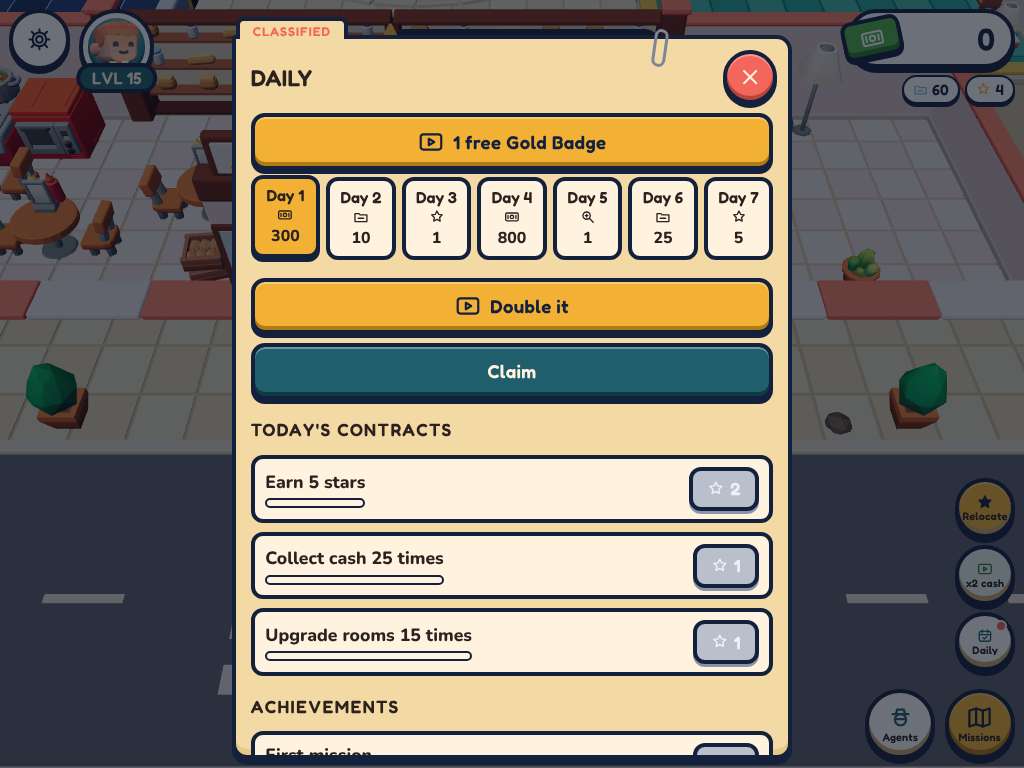 CLASSIFIED
LVL 15
0
60
4
DAILY
1 free Gold Badge
Day 1
300
Day 2
10
Day 3
1
Day 4
800
Day 5
1
Day 6
25
Day 7
5
Double it
Claim
TODAY'S CONTRACTS
Earn 5 stars
2
Collect cash 25 times
1
Upgrade rooms 15 times
1
ACHIEVEMENTS
First mission
Relocate
x2 cash
Daily
Agents
Missions